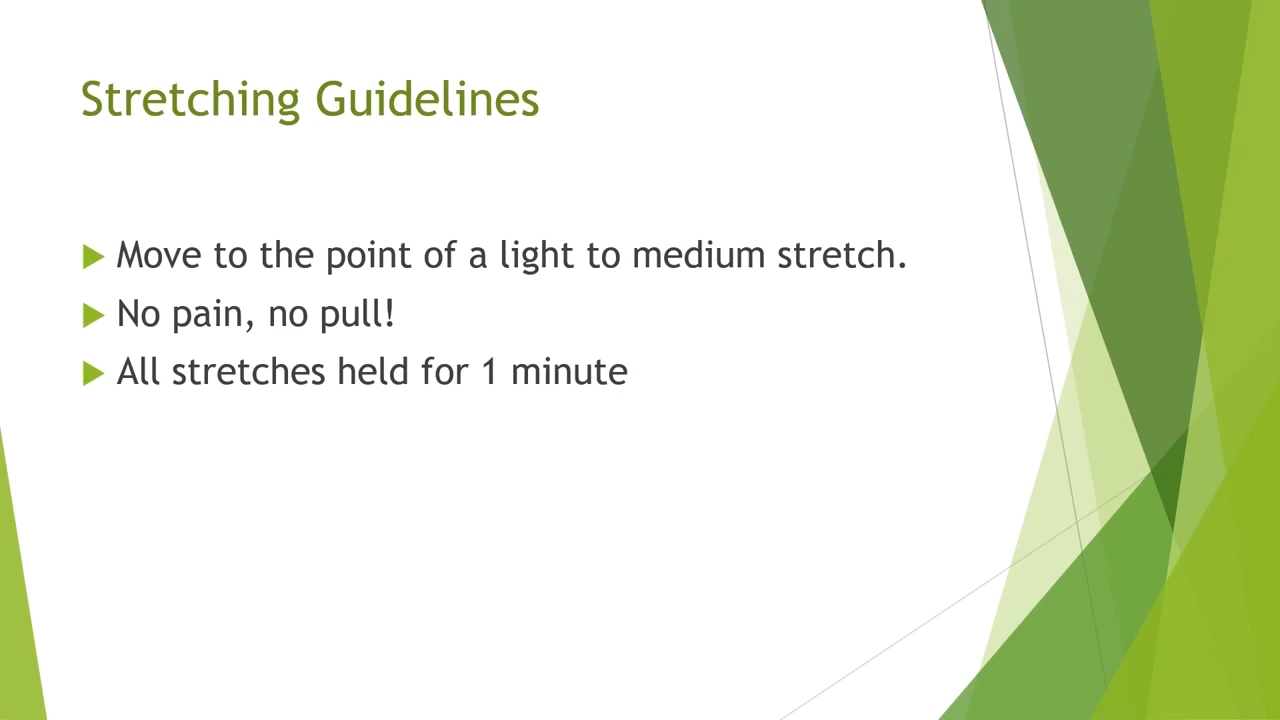 Stretching Guidelines
Move to the point of a light to medium stretch.
No pain, no pull!
All stretches held for 1 minute